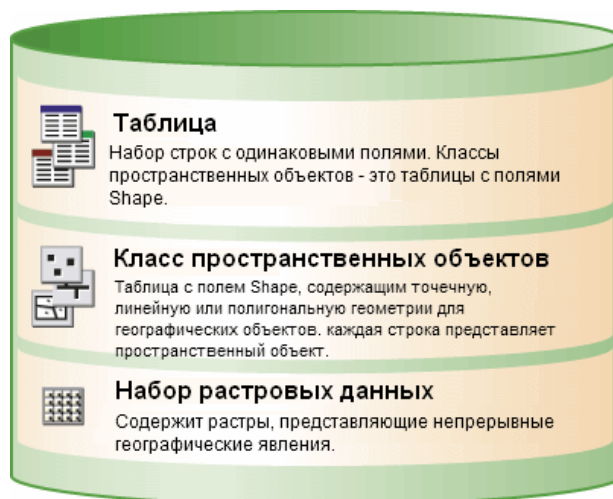 Таблица
Набор строк с одинаковыми полями. Классы
пространственных объектов - это таблицы с полями
Shape.
Класс пространственных объектов
Таблица с полем Shape, содержащим точечную,
линейную или полигональную геометрии для
географических объектов. каждая строка представляет
пространственный объект.
Набор растровых данных
Содержит растры, представляющие непрерывные
географические явления.